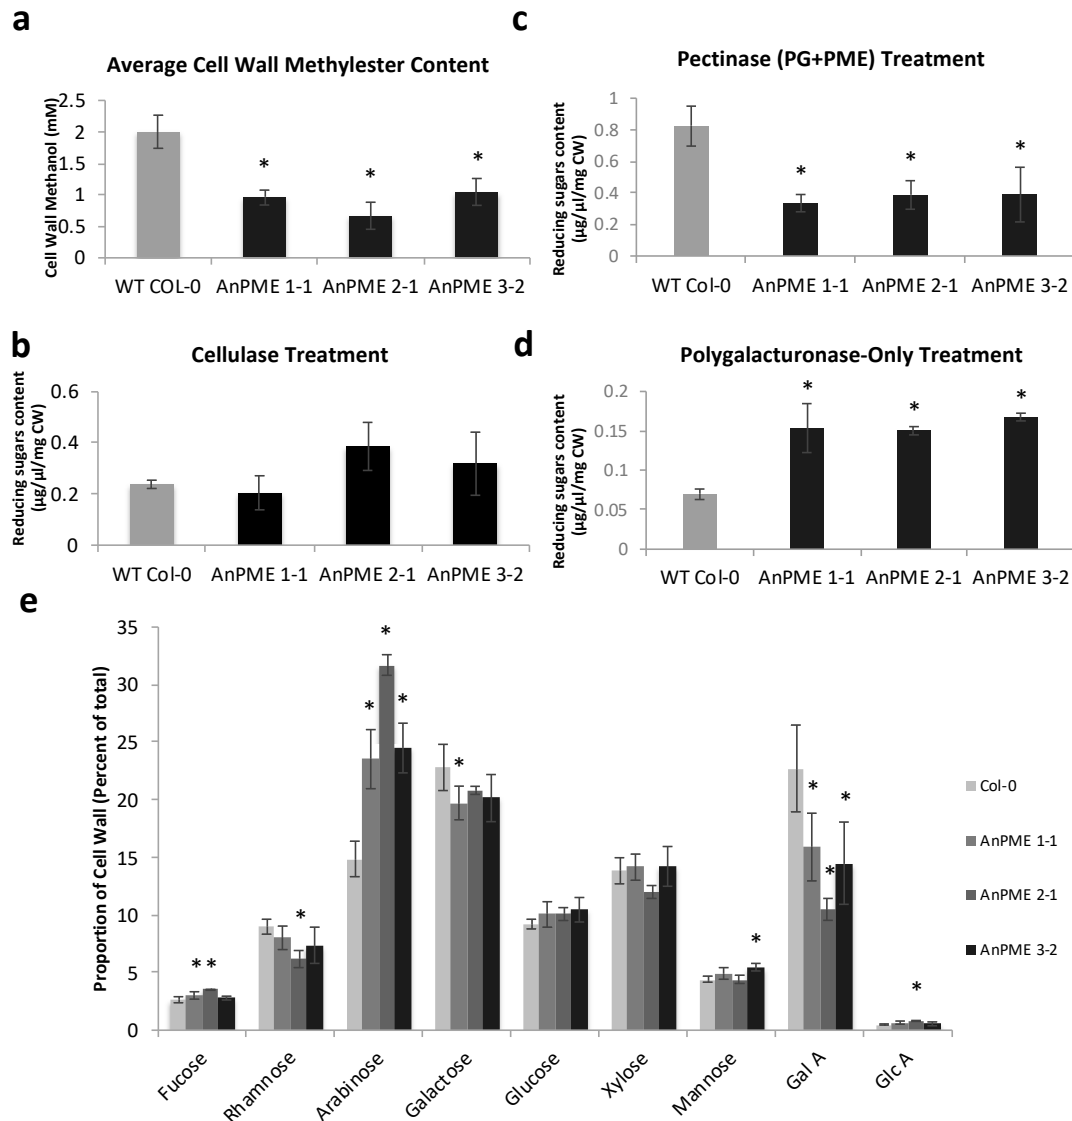 a
Average Cell Wall Methylester Content
Cell Wall Methanol (mM)
2.5
2
1.5
1
0.5
0
*
*
*
WT COL-0 AnPME 1-1 AnPME 2-1 AnPME 3-2
c
Pectinase (PG+PME) Treatment
Reducing sugars content
(µg/µl/mg CW)
1
0.8
0.6
0.4
0.2
0
*
*
*
WT Col-0 AnPME 1-1 AnPME 2-1 AnPME 3-2
b
Cellulase Treatment
Reducing sugars content
(µg/µl/mg CW)
0.6
0.4
0.2
0
WT Col-0 AnPME 1-1 AnPME 2-1 AnPME 3-2
d
Polygalacturonase-Only Treatment
Reducing sugars content
(µg/µl/mg CW)
0.2
0.15
0.1
0.05
0
*
*
*
WT Col-0 AnPME 1-1 AnPME 2-1 AnPME 3-2
e
Proportion of Cell Wall (Percent of total)
35
30
25
20
15
10
5
0
* *
*
*
*
*
*
*
*
*
*
*
Fucose
Rhamnose
Arabinose
Galactose
Glucose
Xylose
Mannose
Gal A
Glc A
Col-0
AnPME 1-1
AnPME 2-1
AnPME 3-2